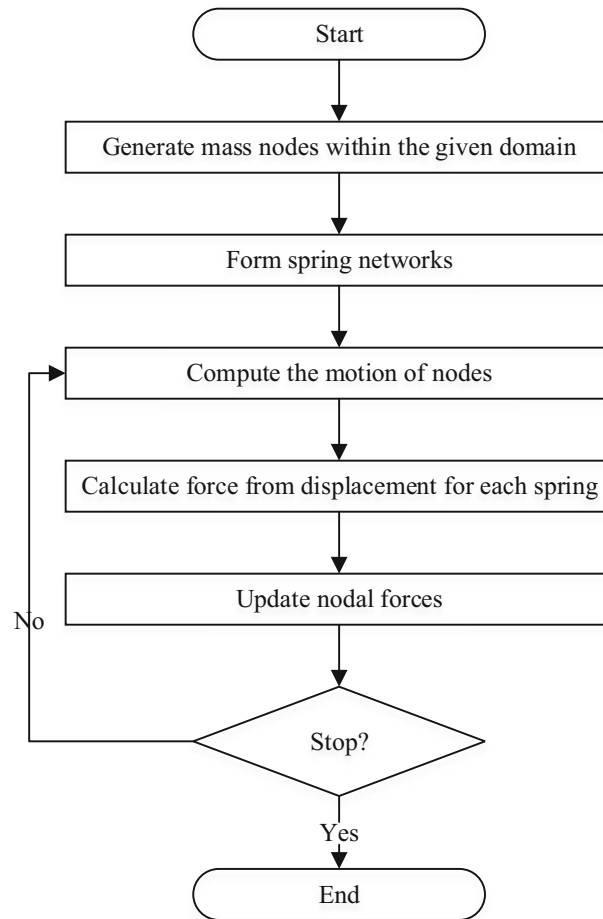 Start
Generate mass nodes within the given domain
Form spring networks
Compute the motion of nodes
Calculate force from displacement for each spring
Update nodal forces
No
Stop?
Yes
End